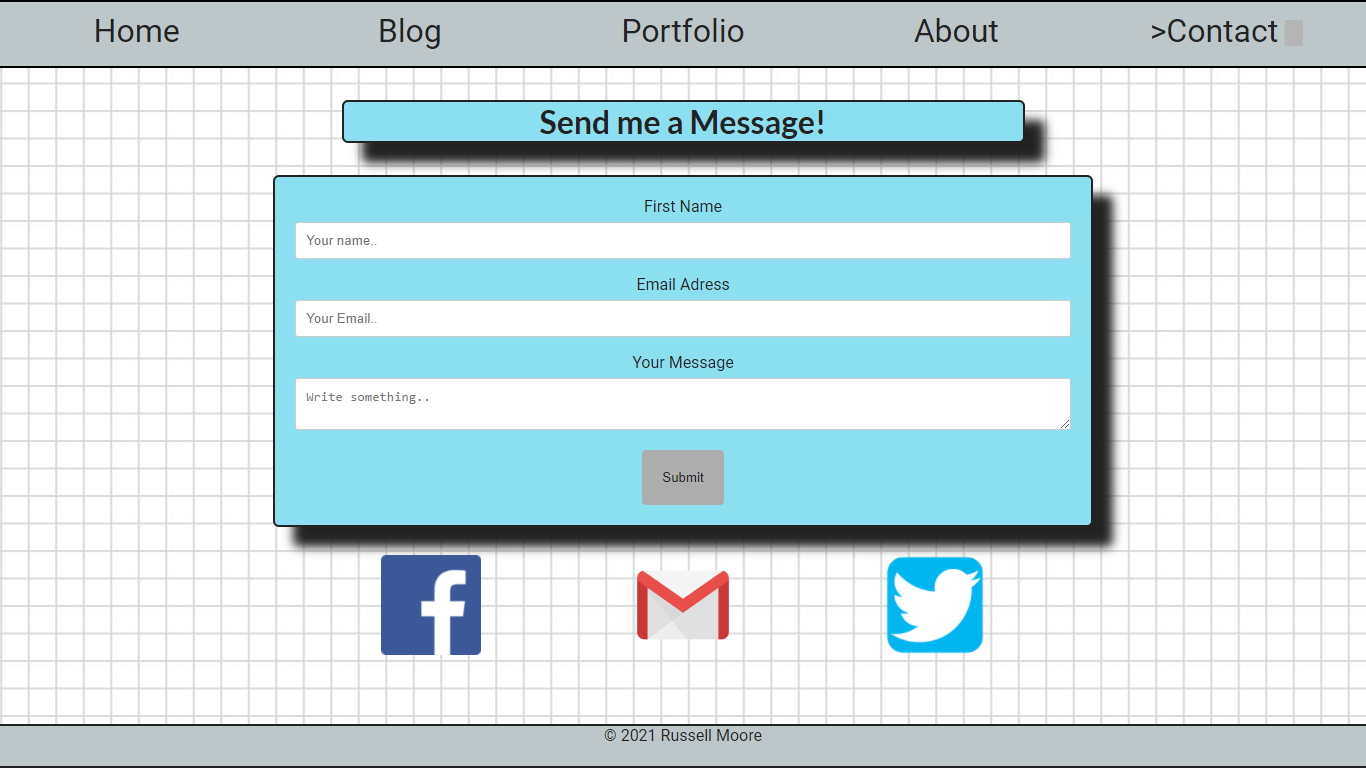 Home Blog Portfolio About >Contact
Send me a Message!
First Name
Your name..
Email Adress
Your Email..
Your Message
Write something..
Submit
© 2021 Russell Moore